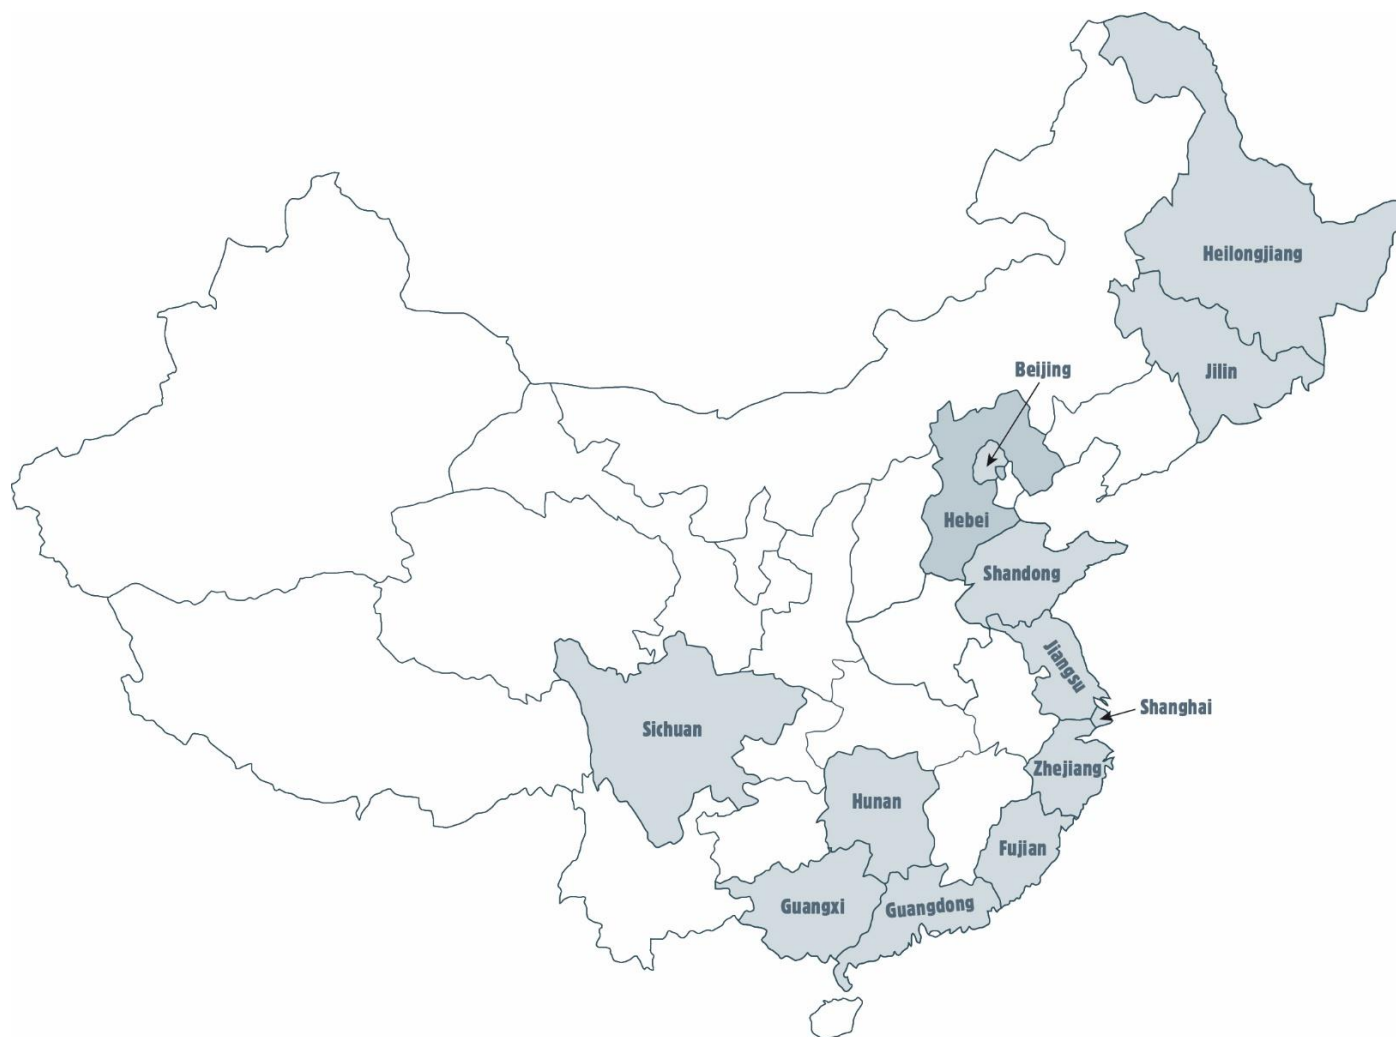 Heilongjiang
Beijing
Jilin
Hebei
Shandong
Jiangsu
Shanghai
Sichuan
Zhejiang
Hunan
Fujian
Guangxi
Guangdong